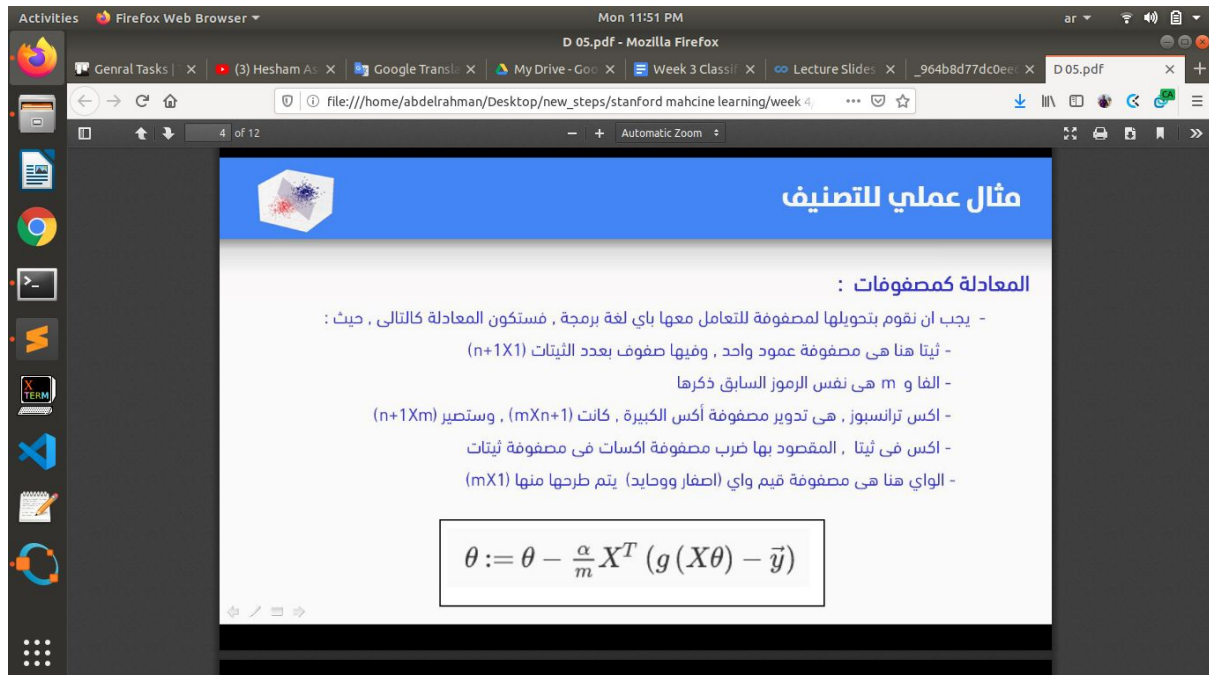 Activities Firefox Web Browser Mon 11:51 PM ar
D 05.pdf - Mozilla Firefox
Genral Tasks | (3) Hesham As Google Transla My Drive - Goo Week 3 Classif Lecture Slides _964b8d77dc0eec D 05.pdf
file:///home/abdelrahman/Desktop/new_steps/stanford mahcine learning/week 4/
4 of 12 Automatic Zoom
مثال عملي للتصنيف
المعادلة كمصفوفات :
- يجب ان نقوم بتحويلها لمصفوفة للتعامل معها باي لغة برمجة , فستكون المعادلة كالتالى , حيث :
- ثيتا هنا هى مصفوفة عمود واحد , وفيها صفوف بعدد الثيتات (n+1X1)
- الفا و m هى نفس الرموز السابق ذكرها
- اكس ترانسبوز , هى تدوير مصفوفة أكس الكبيرة , كانت (mXn+1) , وستصير (n+1Xm)
- اكس فى ثيتا , المقصود بها ضرب مصفوفة اكسات فى مصفوفة ثيتات
- الواي هنا هى مصفوفة قيم واي (اصفار ووحايد) يتم طرحها منها (mX1)
θ := θ − α/m X^T (g (Xθ) − y⃗)
X TERM